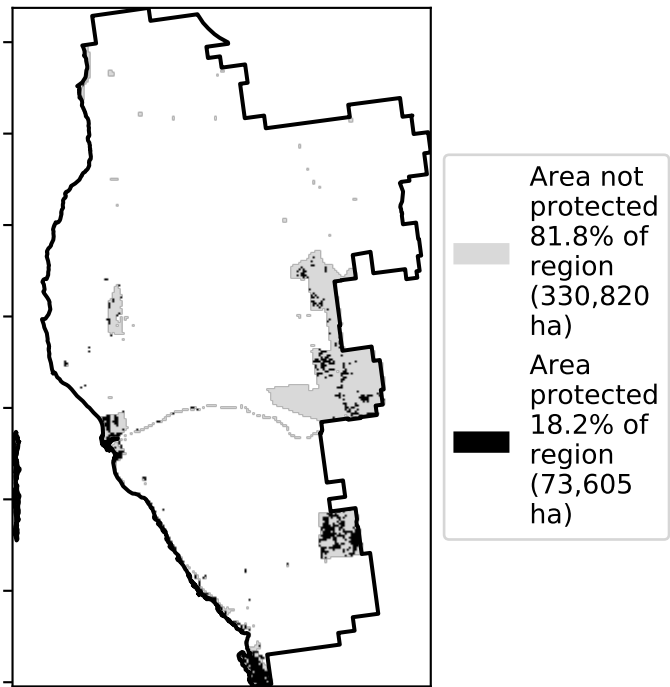 Area not
protected
81.8% of
region
(330,820
ha)
Area
protected
18.2% of
region
(73,605
ha)